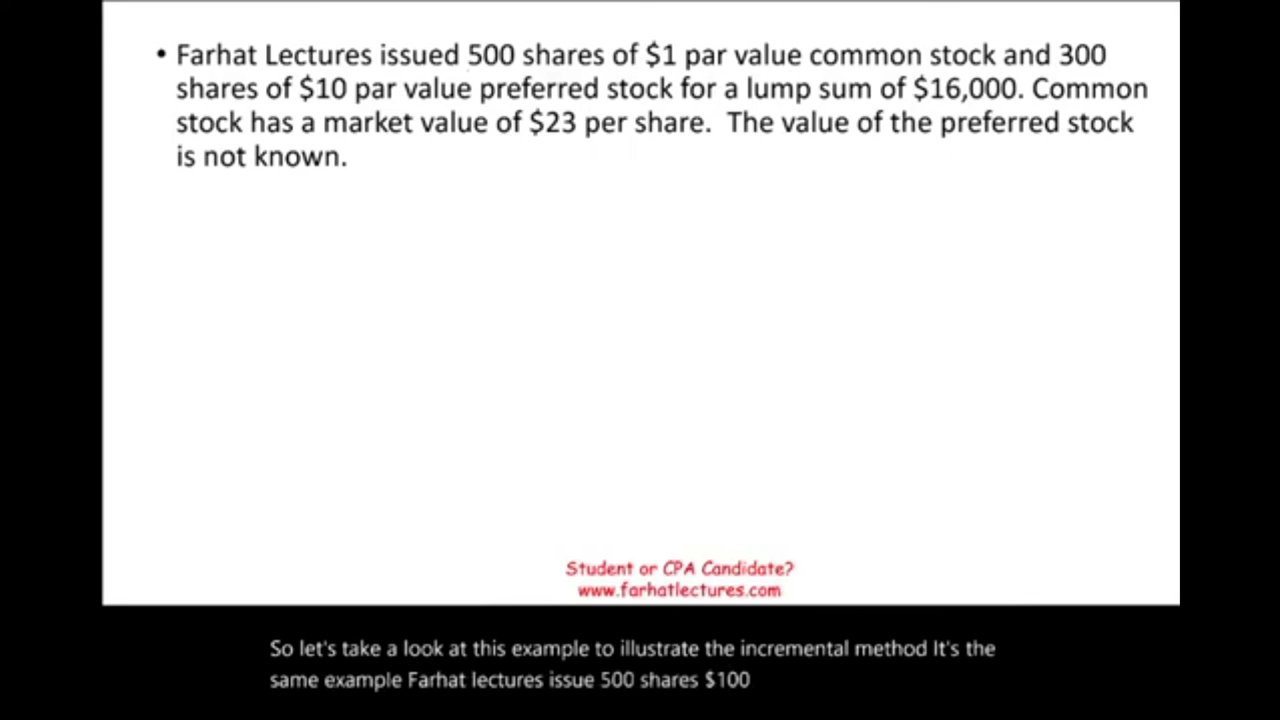 • Farhat Lectures issued 500 shares of $1 par value common stock and 300
shares of $10 par value preferred stock for a lump sum of $16,000. Common
stock has a market value of $23 per share.  The value of the preferred stock
is not known.
Student or CPA Candidate?
www.farhatlectures.com
So let's take a look at this example to illustrate the incremental method It's the
same example Farhat lectures issue 500 shares $100